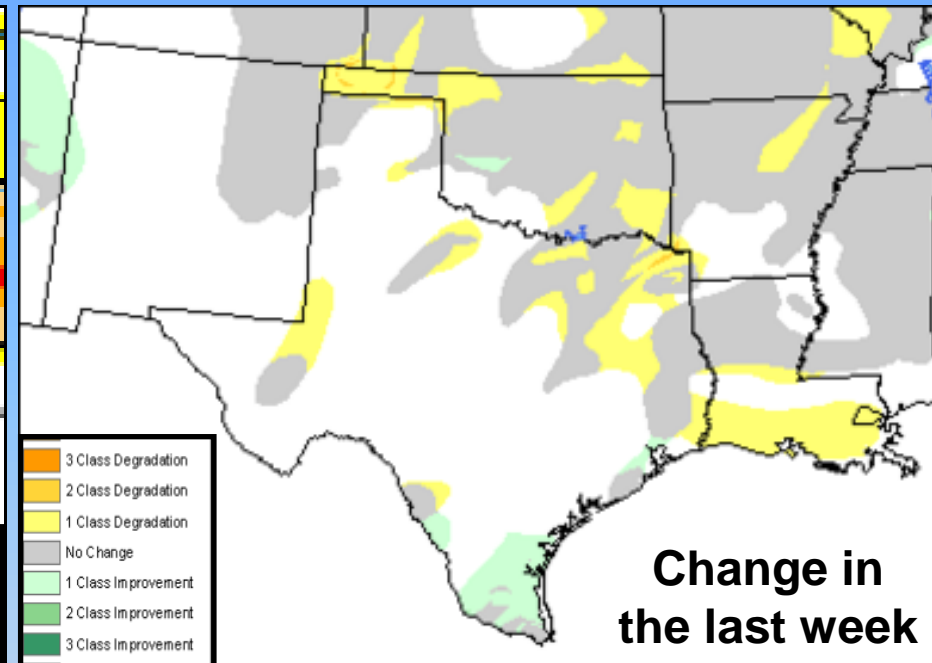 3 Class Degradation
2 Class Degradation
1 Class Degradation
No Change
1 Class Improvement
2 Class Improvement
3 Class Improvement
Change in
the last week